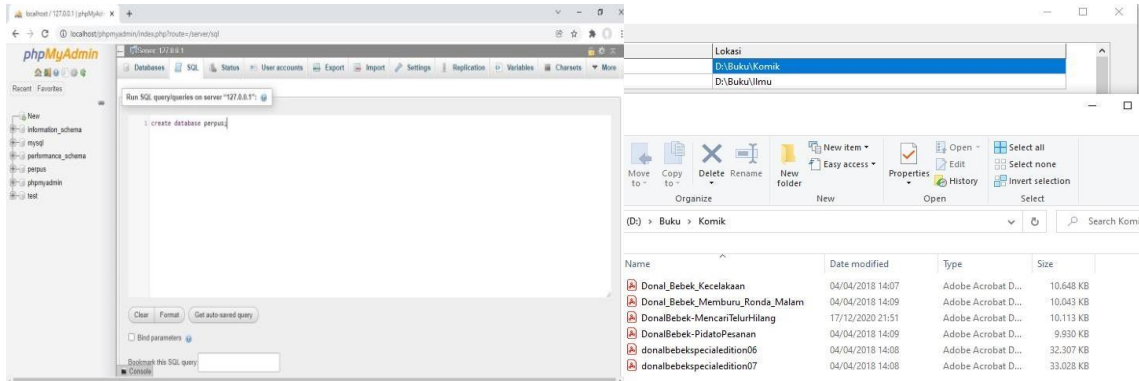 localhost / 127.0.0.1 | phpMyAd
localhost/phpmyadmin/index.php?route=/server/sql
phpMyAdmin
Recent Favorites
New
information_schema
mysql
performance_schema
perpus
phpmyadmin
test
Server: 127.0.0.1
Databases SQL Status User accounts Export Import Settings Replication Variables Charsets More
Run SQL query/queries on server "127.0.0.1":
1 create database perpus;
Clear Format Get auto-saved query
Bind parameters
Bookmark this SQL query
Console
Lokasi
D:\Buku\Komik
D:\Buku\Ilmu
Move to Copy to Delete Rename New folder New item Easy access Properties Open Edit History Select all Select none Invert selection
Organize New Open Select
(D:) > Buku > Komik Search Komi
Name Date modified Type Size
Donal_Bebek_Kecelakaan 04/04/2018 14:07 Adobe Acrobat D... 10.648 KB
Donal_Bebek_Memburu_Ronda_Malam 04/04/2018 14:09 Adobe Acrobat D... 10.043 KB
DonalBebek-MencariTelurHilang 17/12/2020 21:51 Adobe Acrobat D... 10.113 KB
DonalBebek-PidatoPesanan 04/04/2018 14:09 Adobe Acrobat D... 9.930 KB
donalbebekspecialedition06 04/04/2018 14:08 Adobe Acrobat D... 32.307 KB
donalbebekspecialedition07 04/04/2018 14:08 Adobe Acrobat D... 33.028 KB